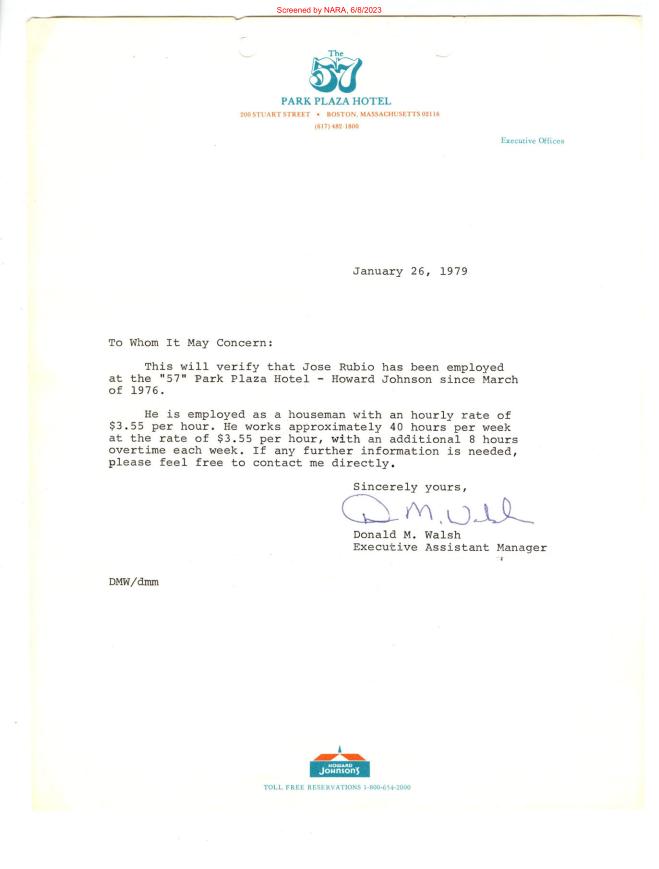 Screened by NARA, 6/8/2023
The
57
PARK PLAZA HOTEL
200 STUART STREET • BOSTON, MASSACHUSETTS 02116
(617) 482-1800
Executive Offices
January 26, 1979
To Whom It May Concern:
This will verify that Jose Rubio has been employed
at the "57" Park Plaza Hotel - Howard Johnson since March
of 1976.
He is employed as a houseman with an hourly rate of
$3.55 per hour. He works approximately 40 hours per week
at the rate of $3.55 per hour, with an additional 8 hours
overtime each week. If any further information is needed,
please feel free to contact me directly.
Sincerely yours,
D M. Walsh
Donald M. Walsh
Executive Assistant Manager
DMW/dmm
HOWARD
JOHNSON'S
TOLL FREE RESERVATIONS 1-800-654-2000